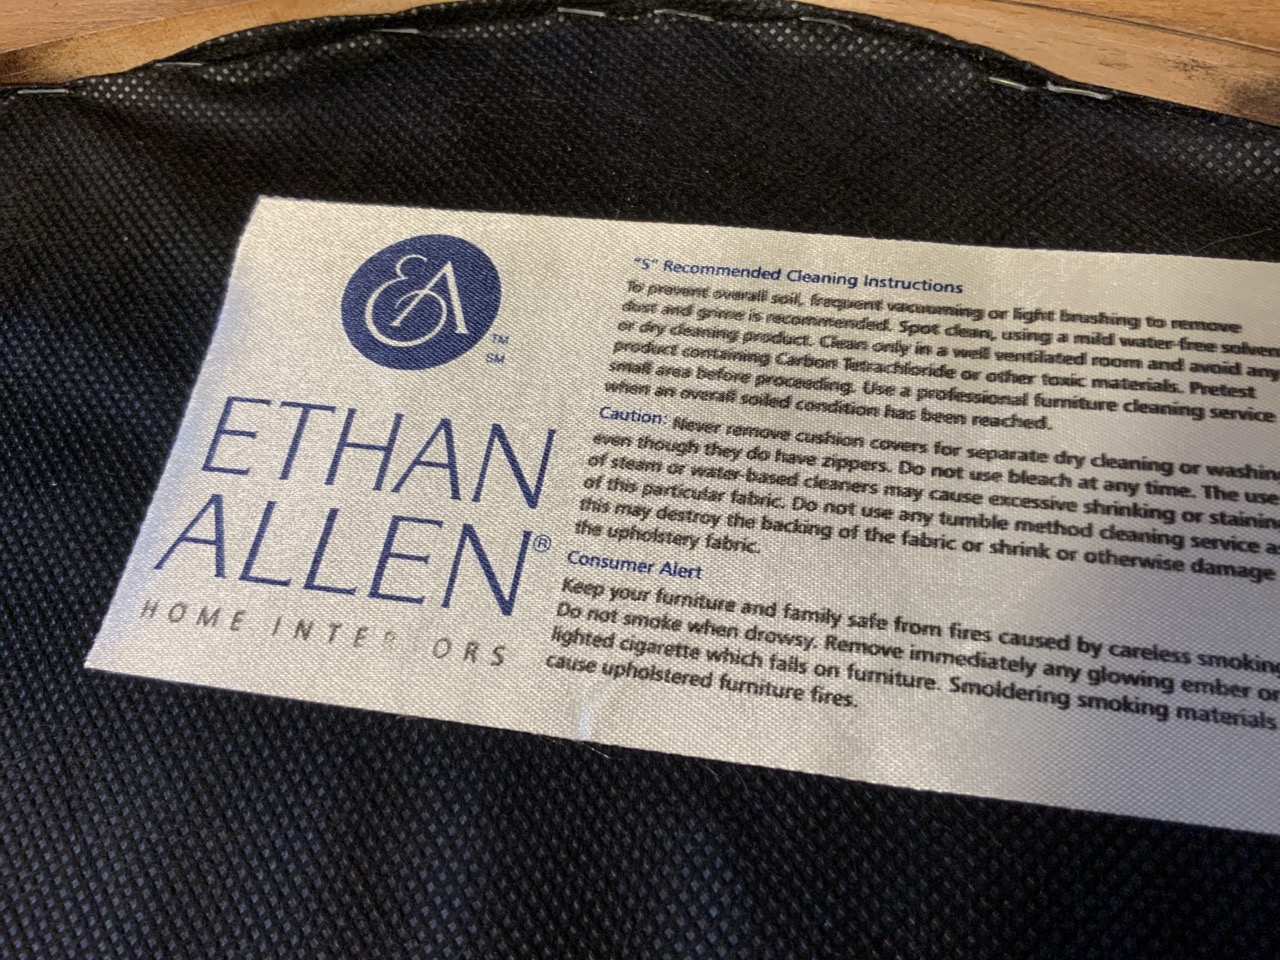 EA
TM
SM
ETHAN
ALLEN®
HOME INTERIORS
"S" Recommended Cleaning Instructions
To prevent overall soil, frequent vacuuming or light brushing to remove
dust and grime is recommended. Spot clean, using a mild water-free solven
or dry cleaning product. Clean only in a well ventilated room and avoid any
product containing Carbon Tetrachloride or other toxic materials. Pretest
small area before proceeding. Use a professional furniture cleaning service
when an overall soiled condition has been reached.
Caution: Never remove cushion covers for separate dry cleaning or washin
even though they do have zippers. Do not use bleach at any time. The use
of steam or water-based cleaners may cause excessive shrinking or stainin
of this particular fabric. Do not use any tumble method cleaning service a
this may destroy the backing of the fabric or shrink or otherwise damage
the upholstery fabric.
Consumer Alert
Keep your furniture and family safe from fires caused by careless smoking
Do not smoke when drowsy. Remove immediately any glowing ember or
lighted cigarette which falls on furniture. Smoldering smoking materials
cause upholstered furniture fires.